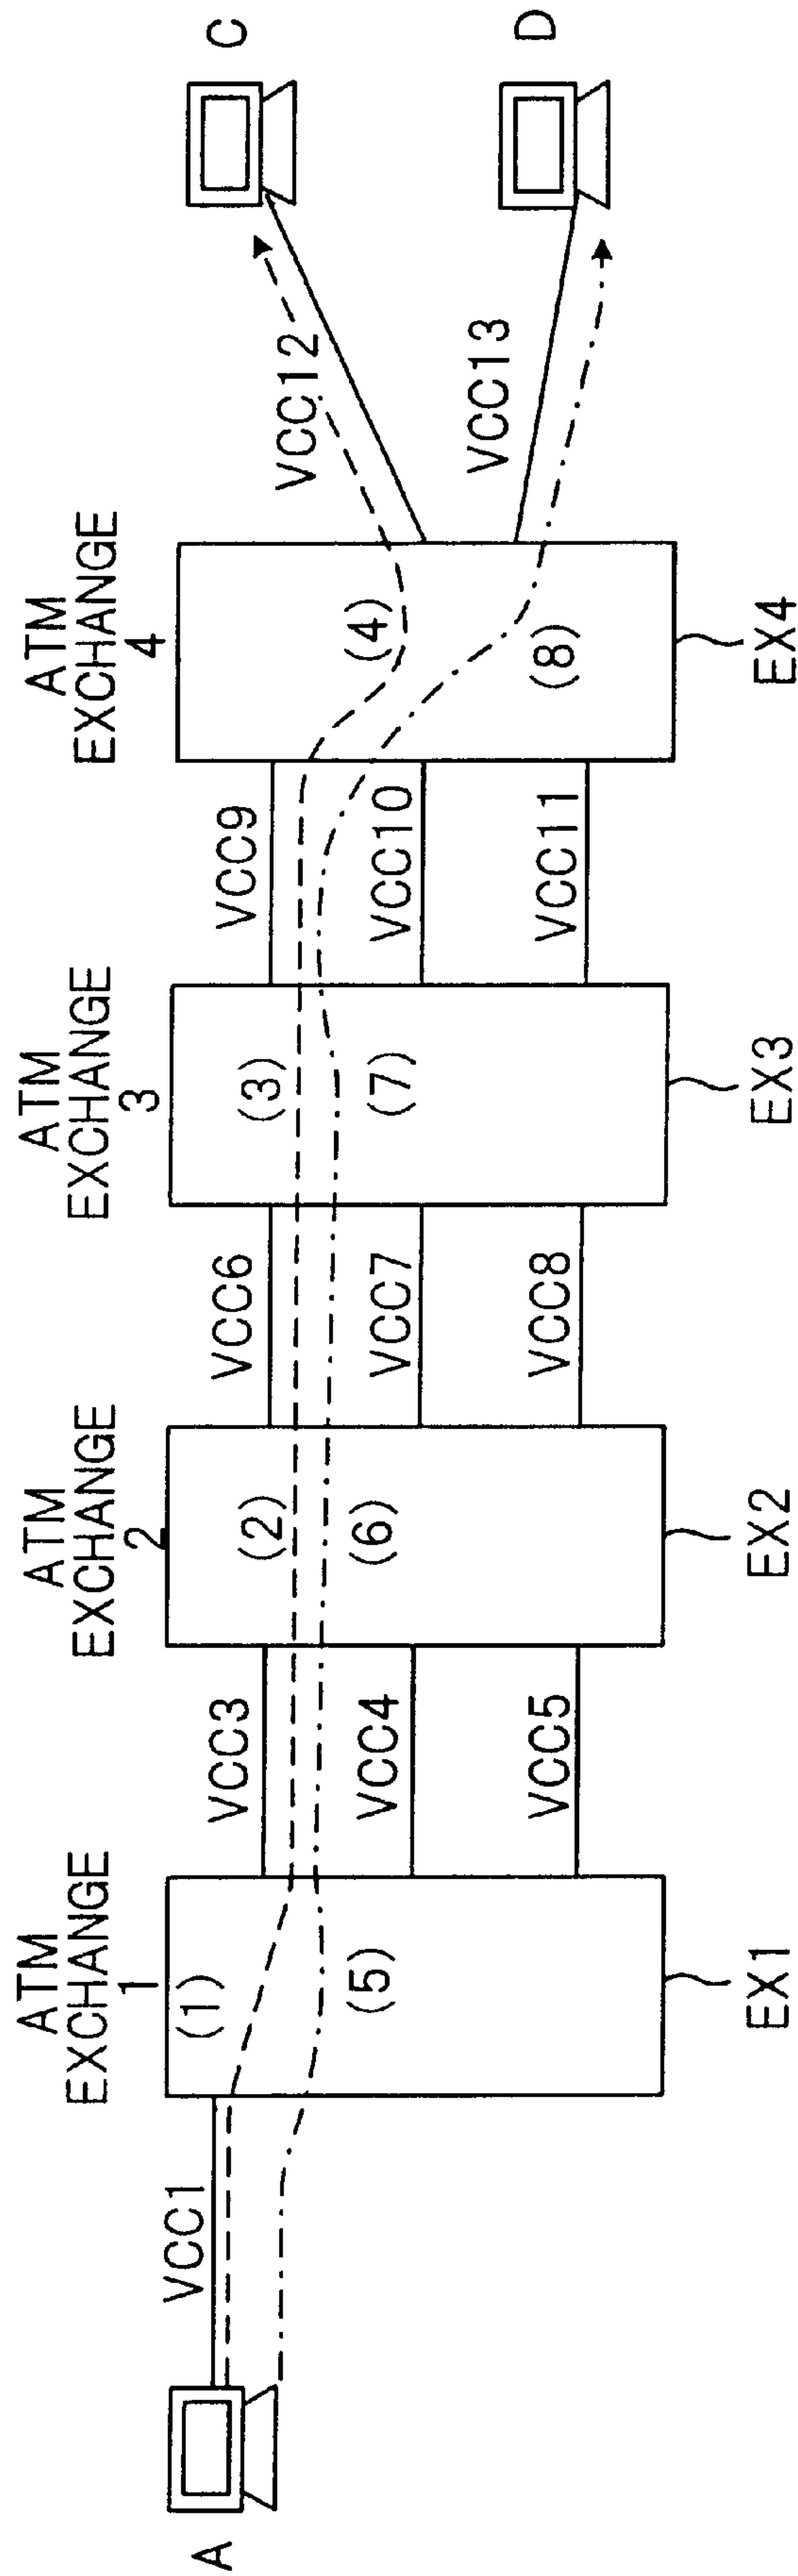 ATM
EXCHANGE
1
ATM
EXCHANGE
2
ATM
EXCHANGE
3
ATM
EXCHANGE
4
A
VCC1
(1)
(5)
VCC3
VCC4
VCC5
(2)
(6)
VCC6
VCC7
VCC8
(3)
(7)
VCC9
VCC10
VCC11
(4)
(8)
VCC12
VCC13
C
D
EX1
EX2
EX3
EX4